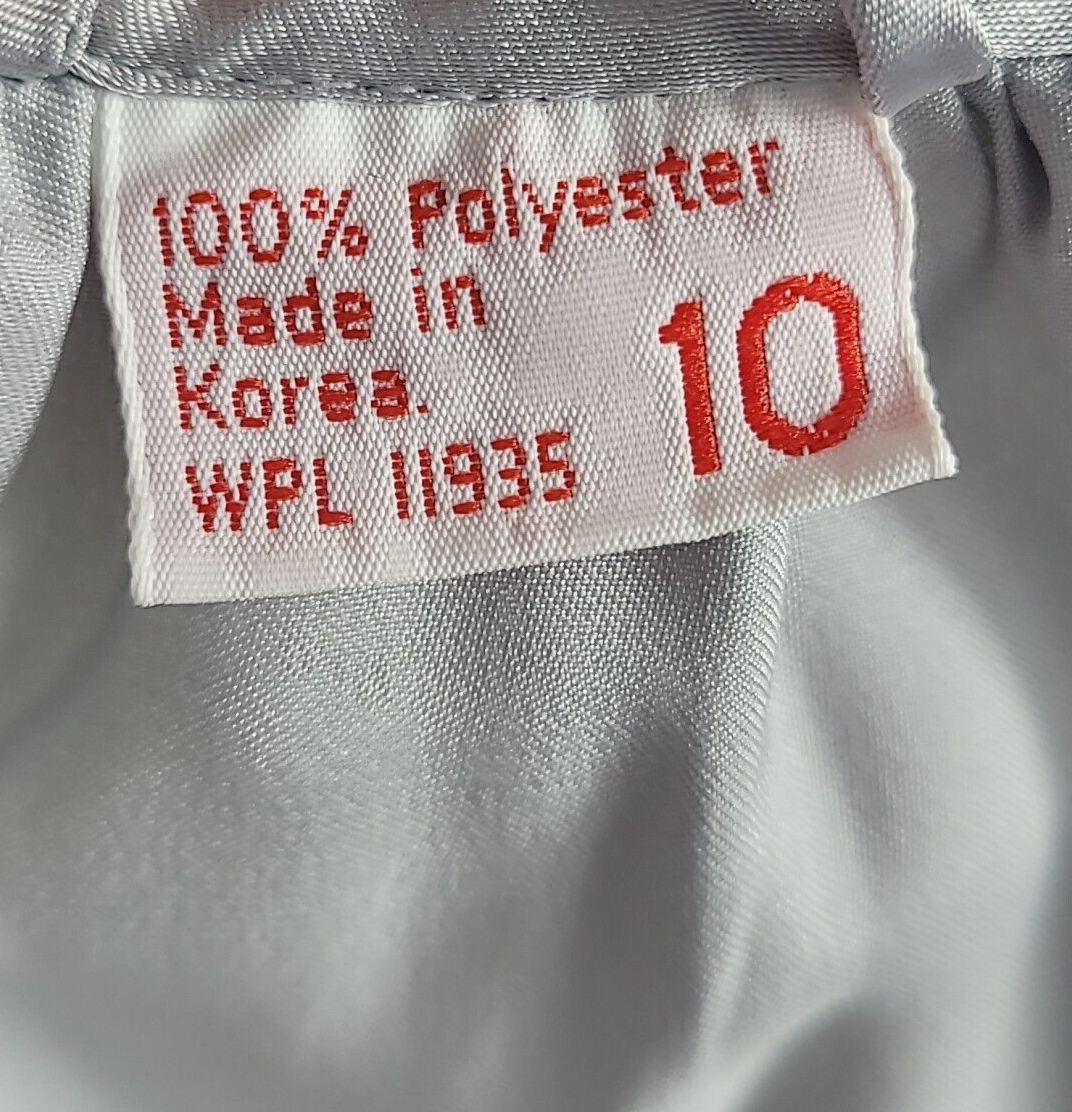 100% Polyester
Made in
Korea.
WPL 11935
10